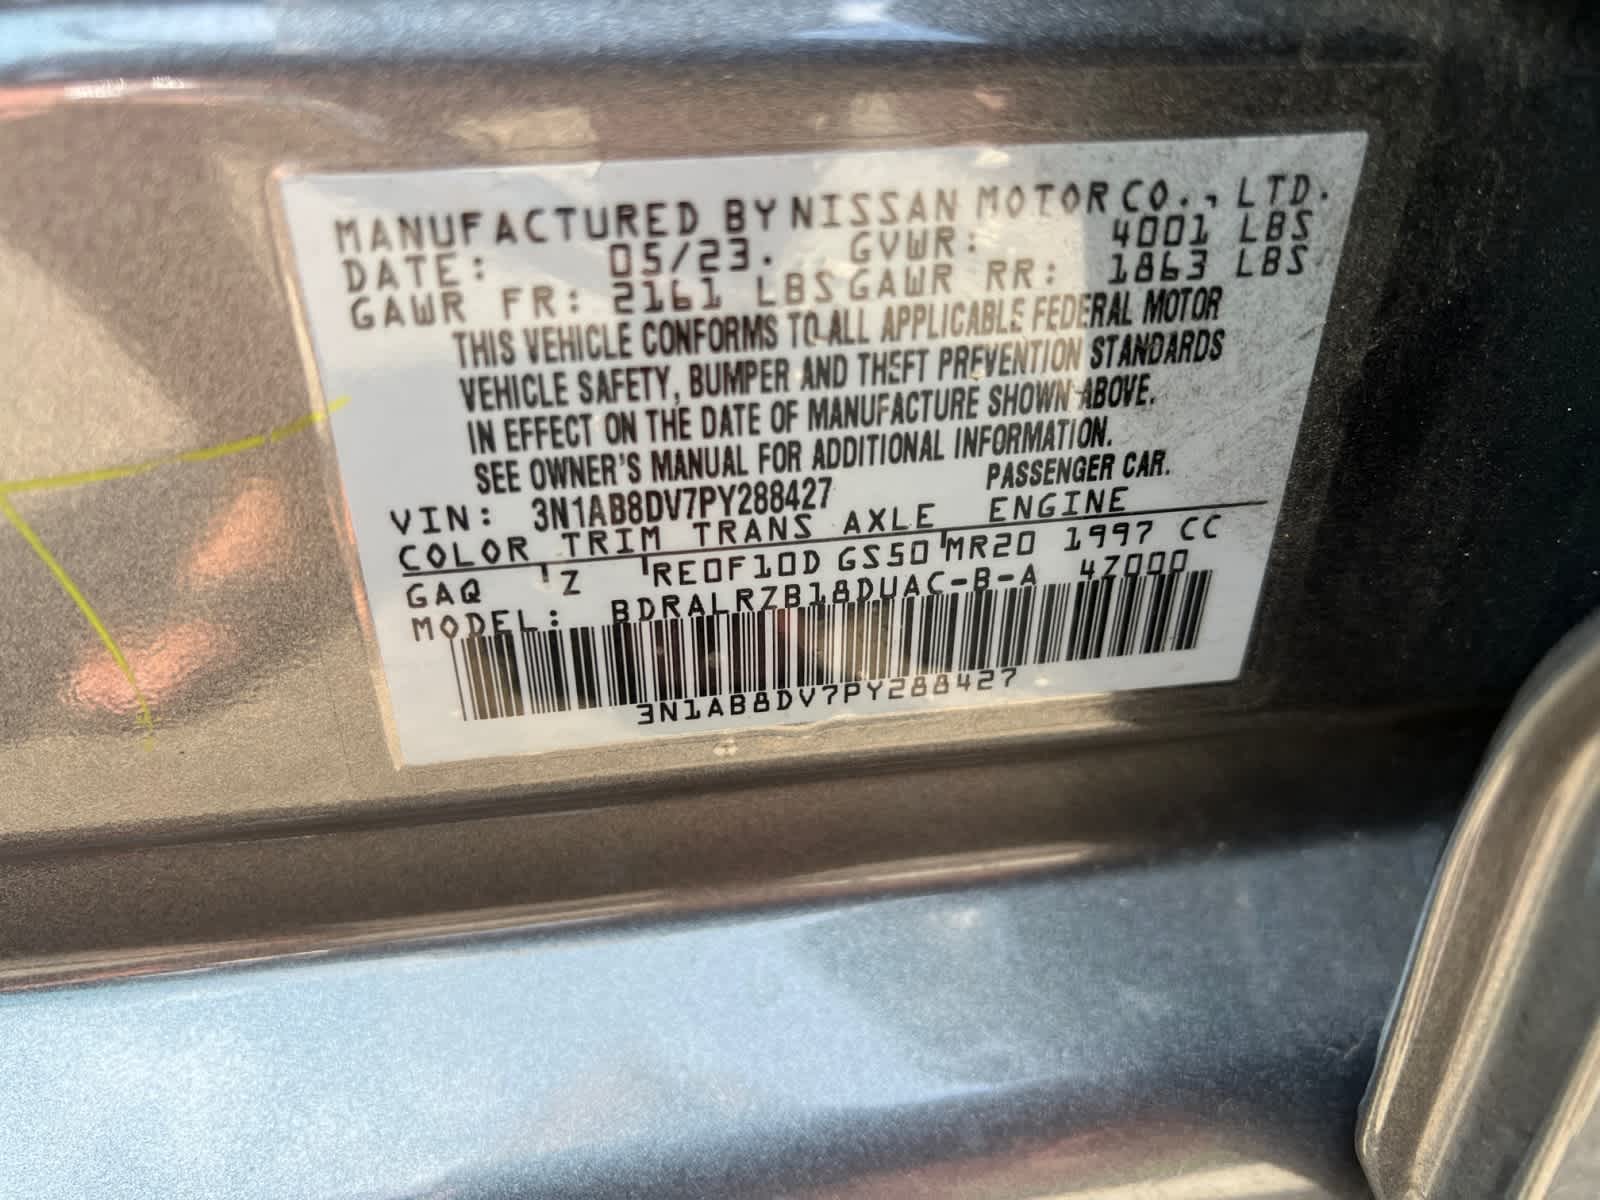 MANUFACTURED BY NISSAN MOTOR CO., LTD.
DATE: 05/23. GVWR: 4001 LBS
GAWR FR: 2161 LBS GAWR RR: 1863 LBS
THIS VEHICLE CONFORMS TO ALL APPLICABLE FEDERAL MOTOR
VEHICLE SAFETY, BUMPER AND THEFT PREVENTION STANDARDS
IN EFFECT ON THE DATE OF MANUFACTURE SHOWN ABOVE.
SEE OWNER'S MANUAL FOR ADDITIONAL INFORMATION.
VIN: 3N1AB8DV7PY288427 PASSENGER CAR.
COLOR TRIM TRANS AXLE ENGINE
GAQ Z RE0F10D GS50 MR20 1997 CC
MODEL: BDRALRZB18DUAC-B-A 4Z000
3N1AB8DV7PY288427